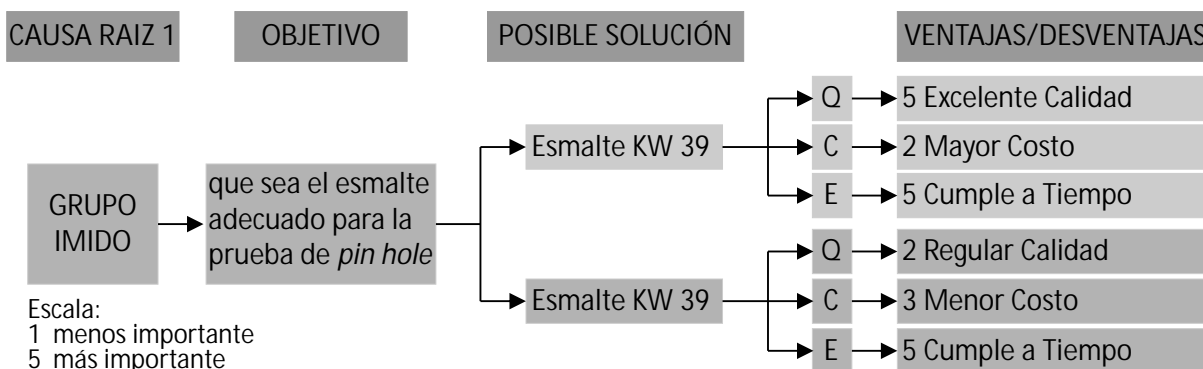 CAUSA RAIZ 1
OBJETIVO
POSIBLE SOLUCIÓN
VENTAJAS/DESVENTAJAS
GRUPO
IMIDO
que sea el esmalte
adecuado para la
prueba de pin hole
Esmalte KW 39
Q
5 Excelente Calidad
C
2 Mayor Costo
E
5 Cumple a Tiempo
Esmalte KW 39
Q
2 Regular Calidad
C
3 Menor Costo
E
5 Cumple a Tiempo
Escala:
1 menos importante
5 más importante